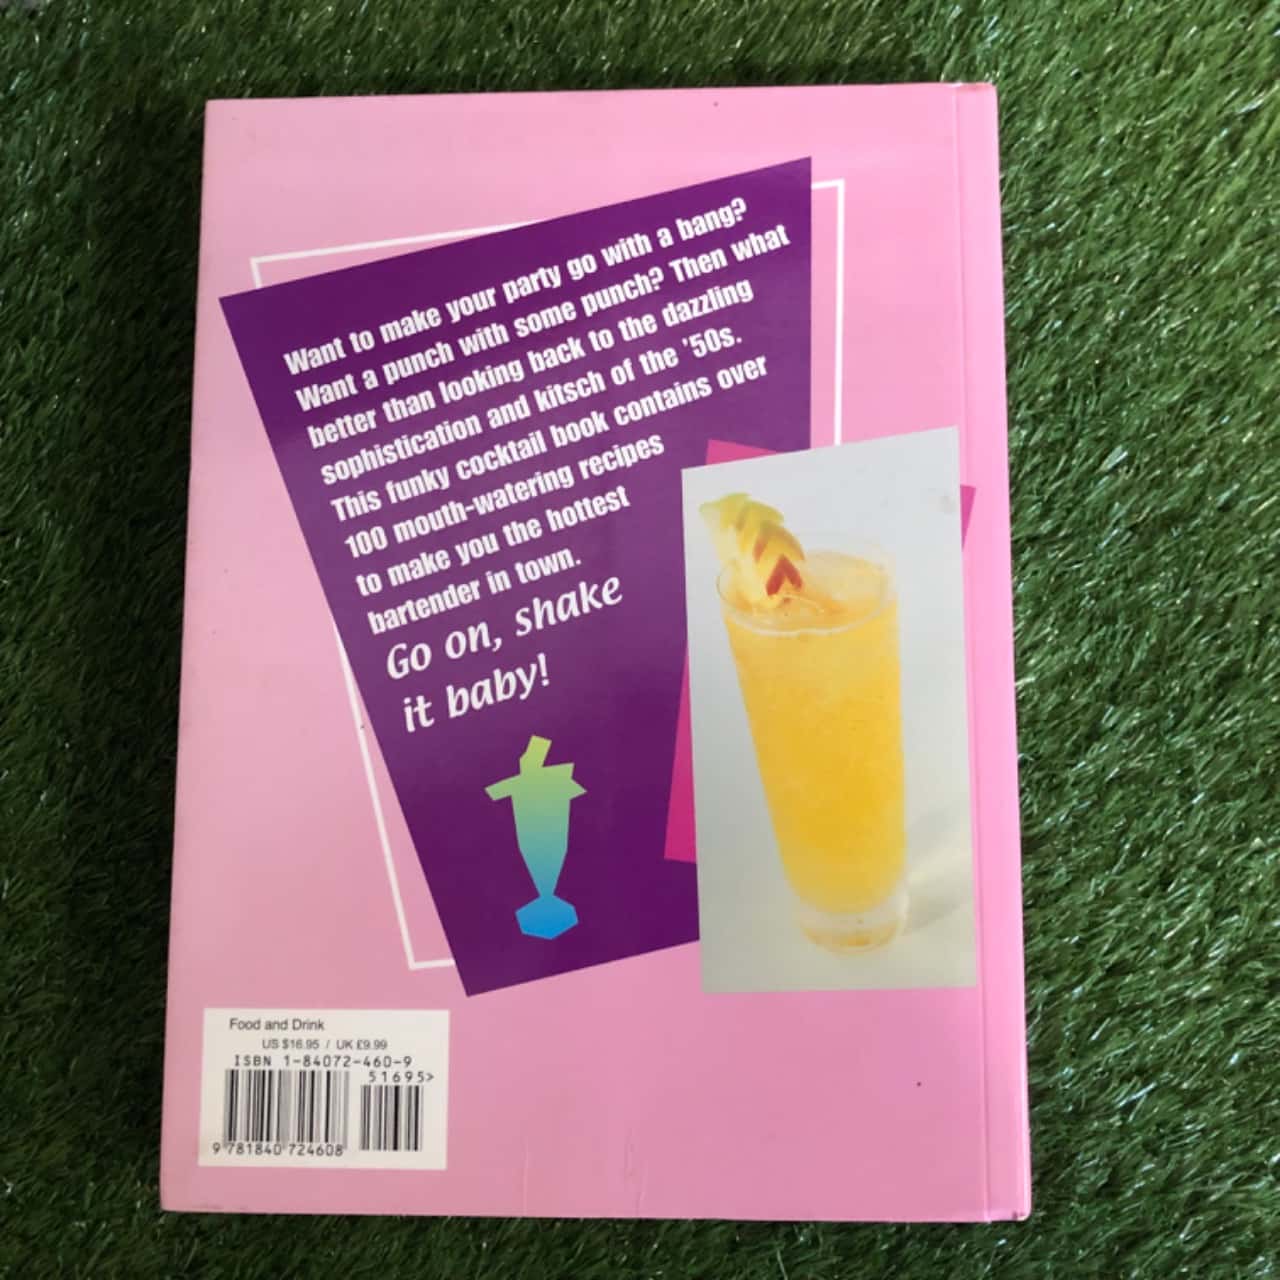 Want to make your party go with a bang?
Want a punch with some punch? Then what
better than looking back to the dazzling
sophistication and kitsch of the '50s.
This funky cocktail book contains over
100 mouth-watering recipes
to make you the hottest
bartender in town.
Go on, shake
it baby!
Food and Drink
US $16.95 / UK £9.99
ISBN 1-84072-460-9
51695>
9 781840 724608